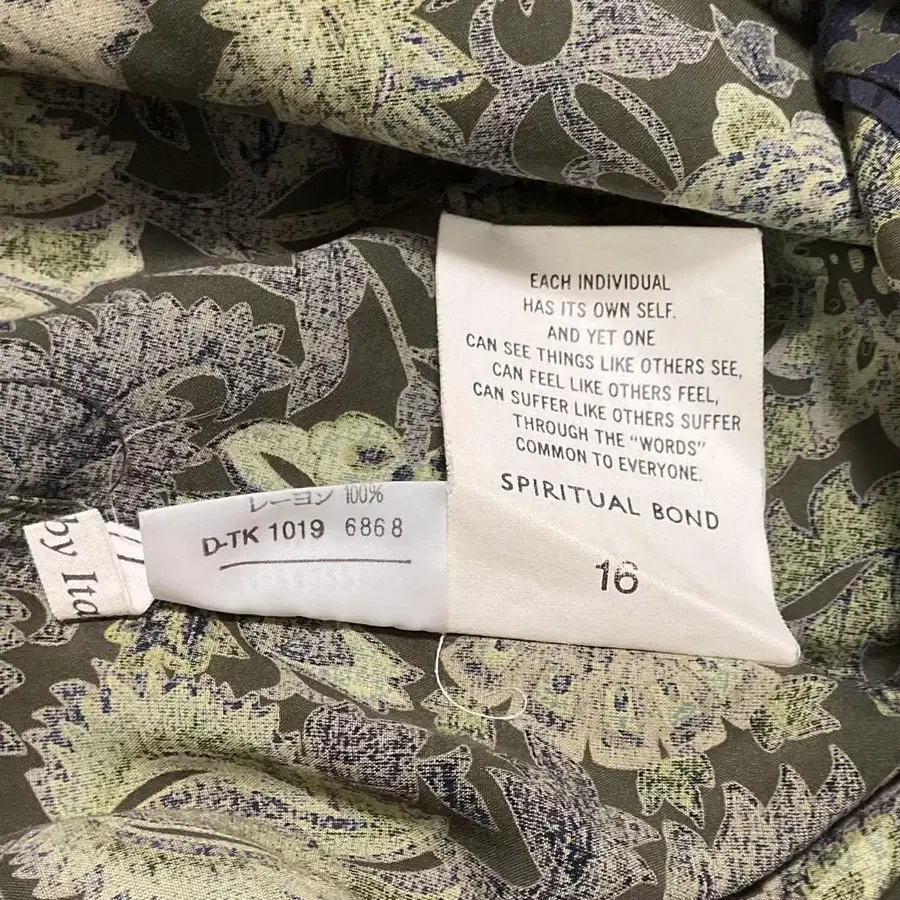 EACH INDIVIDUAL
HAS ITS OWN SELF.
AND YET ONE
CAN SEE THINGS LIKE OTHERS SEE,
CAN FEEL LIKE OTHERS FEEL,
CAN SUFFER LIKE OTHERS SUFFER
THROUGH THE "WORDS"
COMMON TO EVERYONE.
SPIRITUAL BOND
16
レーヨン 100%
D-TK 1019 6868
by Ita